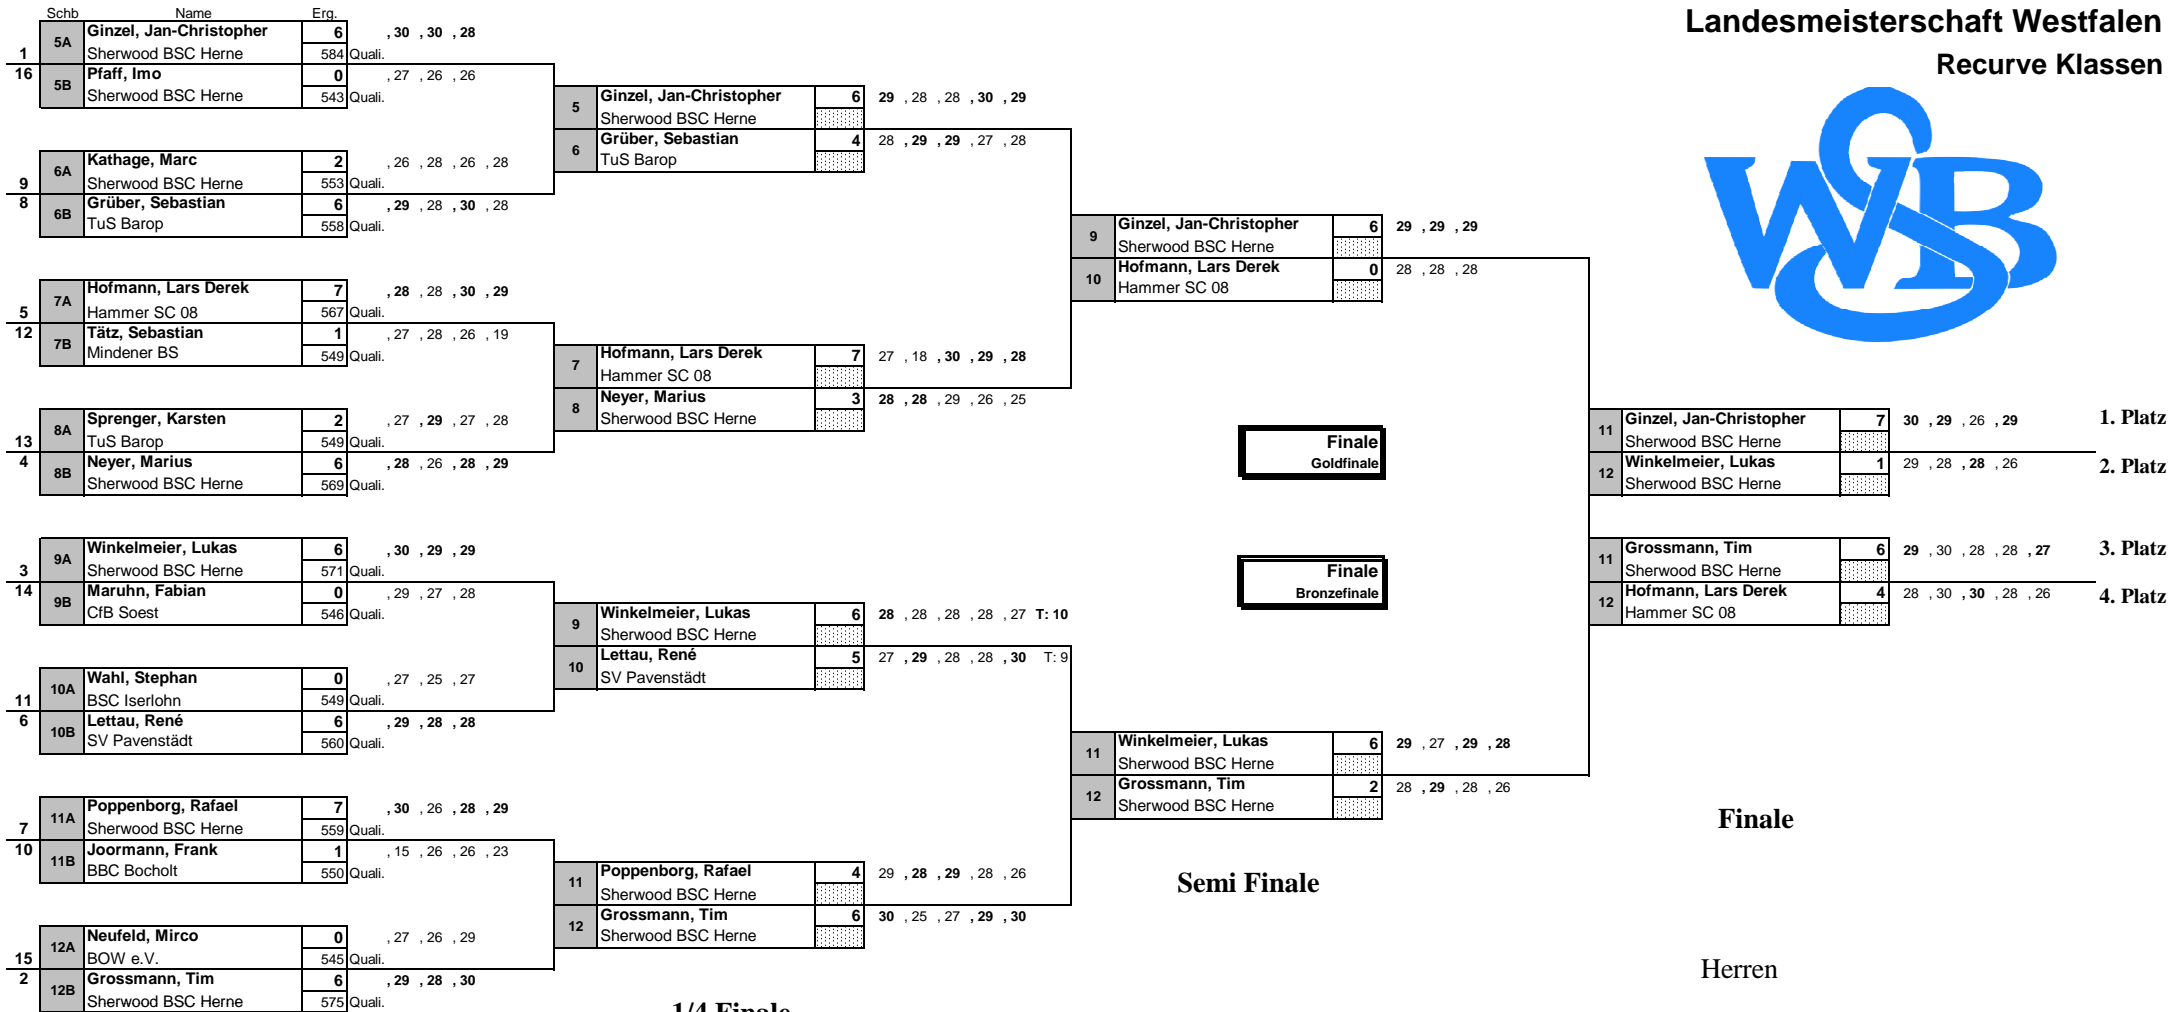 Schb Name Erg.
Landesmeisterschaft Westfalen
Recurve Klassen
WSB
1 5A Ginzel, Jan-Christopher 6 , 30 , 30 , 28
Sherwood BSC Herne 584 Quali.
16 5B Pfaff, Imo 0 , 27 , 26 , 26
Sherwood BSC Herne 543 Quali.
9 6A Kathage, Marc 2 , 26 , 28 , 26 , 28
Sherwood BSC Herne 553 Quali.
8 6B Grüber, Sebastian 6 , 29 , 28 , 30 , 28
TuS Barop 558 Quali.
5 7A Hofmann, Lars Derek 7 , 28 , 28 , 30 , 29
Hammer SC 08 567 Quali.
12 7B Tätz, Sebastian 1 , 27 , 28 , 26 , 19
Mindener BS 549 Quali.
13 8A Sprenger, Karsten 2 , 27 , 29 , 27 , 28
TuS Barop 549 Quali.
4 8B Neyer, Marius 6 , 28 , 26 , 28 , 29
Sherwood BSC Herne 569 Quali.
3 9A Winkelmeier, Lukas 6 , 30 , 29 , 29
Sherwood BSC Herne 571 Quali.
14 9B Maruhn, Fabian 0 , 29 , 27 , 28
CfB Soest 546 Quali.
11 10A Wahl, Stephan 0 , 27 , 25 , 27
BSC Iserlohn 549 Quali.
6 10B Lettau, René 6 , 29 , 28 , 28
SV Pavenstädt 560 Quali.
7 11A Poppenborg, Rafael 7 , 30 , 26 , 28 , 29
Sherwood BSC Herne 559 Quali.
10 11B Joormann, Frank 1 , 15 , 26 , 26 , 23
BBC Bocholt 550 Quali.
15 12A Neufeld, Mirco 0 , 27 , 26 , 29
BOW e.V. 545 Quali.
2 12B Grossmann, Tim 6 , 29 , 28 , 30
Sherwood BSC Herne 575 Quali.
5 Ginzel, Jan-Christopher 6 29 , 28 , 28 , 30 , 29
Sherwood BSC Herne
6 Grüber, Sebastian 4 28 , 29 , 29 , 27 , 28
TuS Barop
7 Hofmann, Lars Derek 7 27 , 18 , 30 , 29 , 28
Hammer SC 08
8 Neyer, Marius 3 28 , 28 , 29 , 26 , 25
Sherwood BSC Herne
9 Winkelmeier, Lukas 6 28 , 28 , 28 , 28 , 27 T: 10
Sherwood BSC Herne
10 Lettau, René 5 27 , 29 , 28 , 28 , 30 T: 9
SV Pavenstädt
11 Poppenborg, Rafael 4 29 , 28 , 29 , 28 , 26
Sherwood BSC Herne
12 Grossmann, Tim 6 30 , 25 , 27 , 29 , 30
Sherwood BSC Herne
1/4 Finale
9 Ginzel, Jan-Christopher 6 29 , 29 , 29
Sherwood BSC Herne
10 Hofmann, Lars Derek 0 28 , 28 , 28
Hammer SC 08
Finale
Goldfinale
Finale
Bronzefinale
11 Winkelmeier, Lukas 6 29 , 27 , 29 , 28
Sherwood BSC Herne
12 Grossmann, Tim 2 28 , 29 , 28 , 26
Sherwood BSC Herne
Semi Finale
11 Ginzel, Jan-Christopher 7 30 , 29 , 26 , 29 1. Platz
Sherwood BSC Herne
12 Winkelmeier, Lukas 1 29 , 28 , 28 , 26 2. Platz
Sherwood BSC Herne
11 Grossmann, Tim 6 29 , 30 , 28 , 28 , 27 3. Platz
Sherwood BSC Herne
12 Hofmann, Lars Derek 4 28 , 30 , 30 , 28 , 26 4. Platz
Hammer SC 08
Finale
Herren